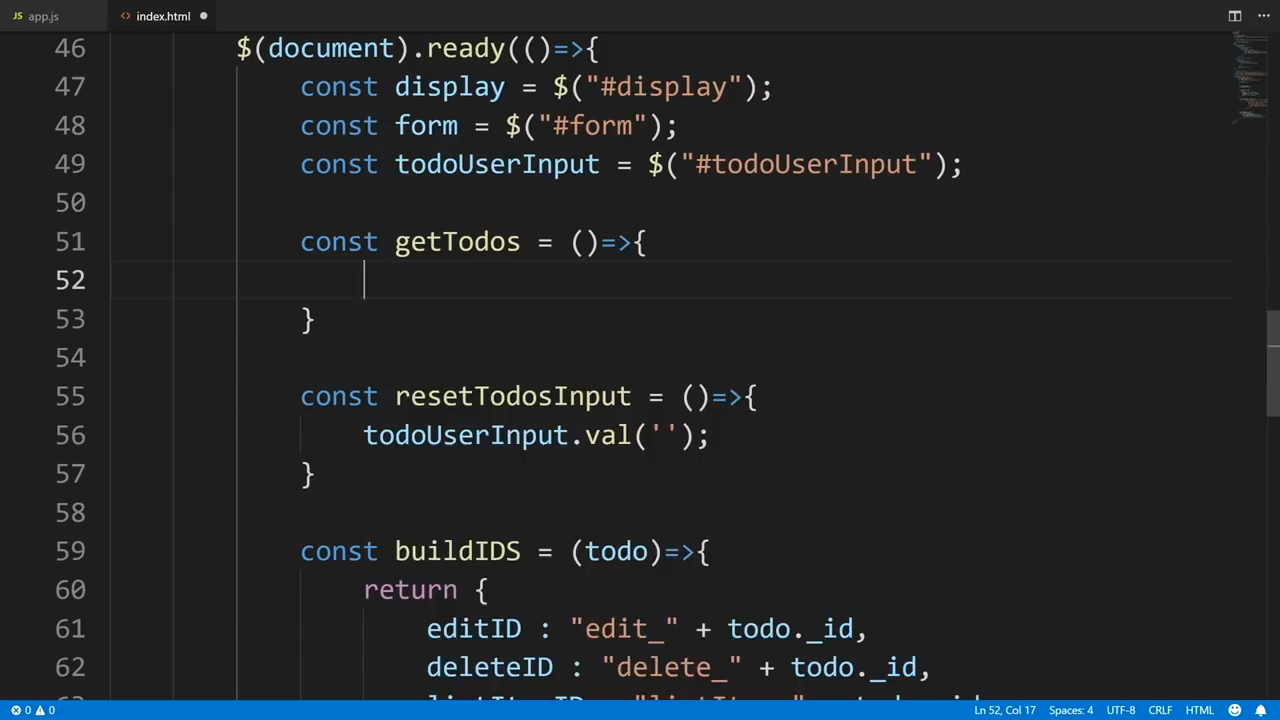 JS app.js <> index.html
46 $(document).ready(()=>{
47 const display = $("#display");
48 const form = $("#form");
49 const todoUserInput = $("#todoUserInput");
50
51 const getTodos = ()=>{
52
53 }
54
55 const resetTodosInput = ()=>{
56 todoUserInput.val('');
57 }
58
59 const buildIDS = (todo)=>{
60 return {
61 editID : "edit_" + todo._id,
62 deleteID : "delete_" + todo._id,
0 0 Ln 52, Col 17 Spaces: 4 UTF-8 CRLF HTML